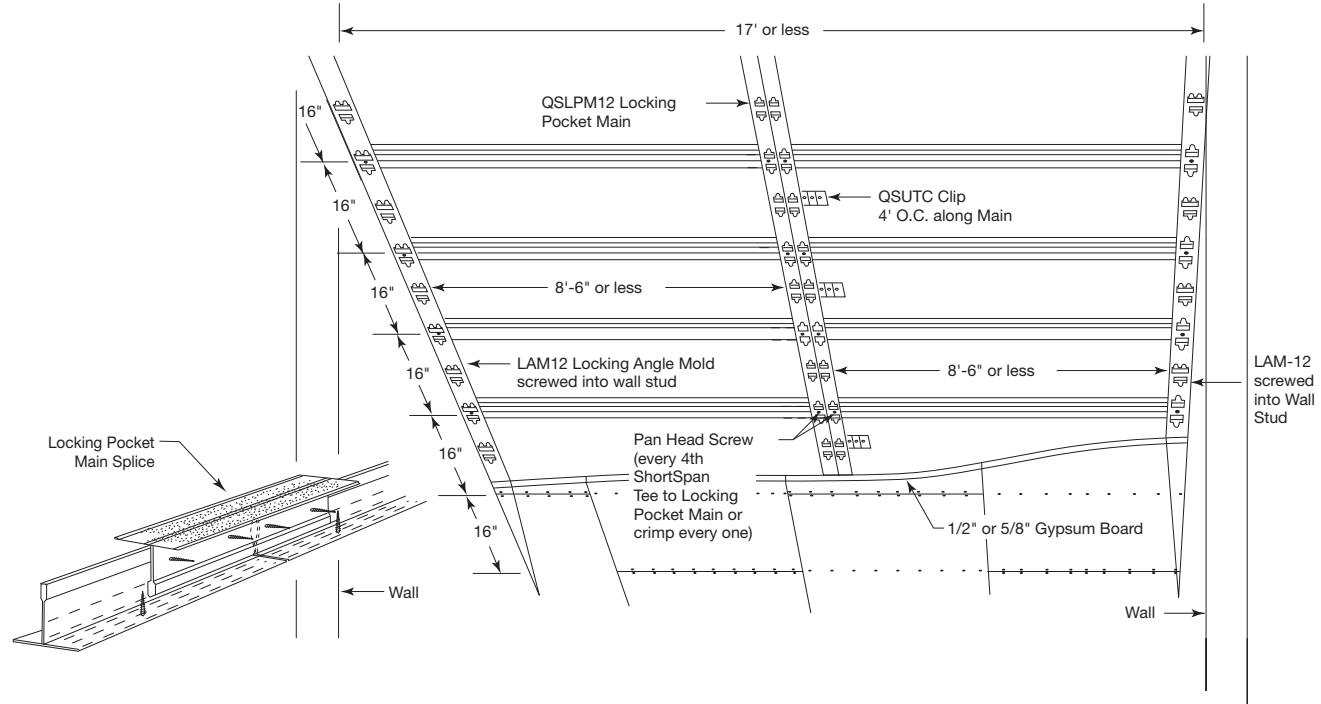 17' or less
16"
QSLPM12 Locking
Pocket Main
QSUTC Clip
4' O.C. along Main
16"
16"
8'-6" or less
LAM12 Locking Angle Mold
screwed into wall stud
16"
8'-6" or less
LAM-12
screwed
into Wall
Stud
Locking Pocket
Main Splice
16"
Pan Head Screw
(every 4th
ShortSpan
Tee to Locking
Pocket Main or
crimp every one)
16"
1/2" or 5/8" Gypsum Board
Wall
Wall